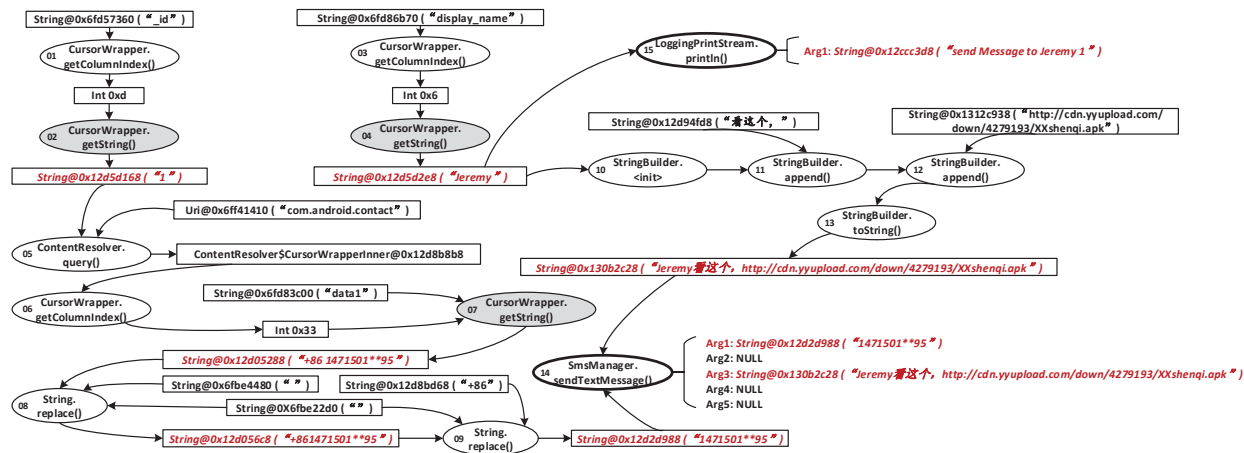 String@0x6fd57360 ( “_id” )
01 CursorWrapper.
getColumnIndex()
Int 0xd
02 CursorWrapper.
getString()
String@0x12d5d168 ( “1” )
Uri@0x6ff41410 ( “com.android.contact” )
05 ContentResolver.
query()
ContentResolver$CursorWrapperInner@0x12d8b8b8
06 CursorWrapper.
getColumnIndex()
String@0x6fd83c00 ( “data1” )
Int 0x33
07 CursorWrapper.
getString()
String@0x12d05288 ( “+86 1471501**95” )
String@0x6fbe4480 ( “ ” )
08 String.
replace()
String@0X6fbe22d0 ( “” )
String@0x12d8bd68 ( “+86” )
String@0x12d056c8 ( “+861471501**95” )
09 String.
replace()
String@0x12d2d988 ( “1471501**95” )
String@0x6fd86b70 ( “display_name” )
03 CursorWrapper.
getColumnIndex()
Int 0x6
04 CursorWrapper.
getString()
String@0x12d5d2e8 ( “Jeremy” )
15 LoggingPrintStream.
println()
Arg1: String@0x12ccc3d8 ( “send Message to Jeremy 1” )
String@0x12d94fd8 ( “看这个，” )
String@0x1312c938 ( “http://cdn.yyupload.com/
down/4279193/XXshenqi.apk” )
10 StringBuilder.
<init>
11 StringBuilder.
append()
12 StringBuilder.
append()
13 StringBuilder.
toString()
String@0x130b2c28 ( “Jeremy看这个，http://cdn.yyupload.com/down/4279193/XXshenqi.apk” )
14 SmsManager.
sendTextMessage()
Arg1: String@0x12d2d988 ( “1471501**95” )
Arg2: NULL
Arg3: String@0x130b2c28 ( “Jeremy看这个，http://cdn.yyupload.com/down/4279193/XXshenqi.apk” )
Arg4: NULL
Arg5: NULL